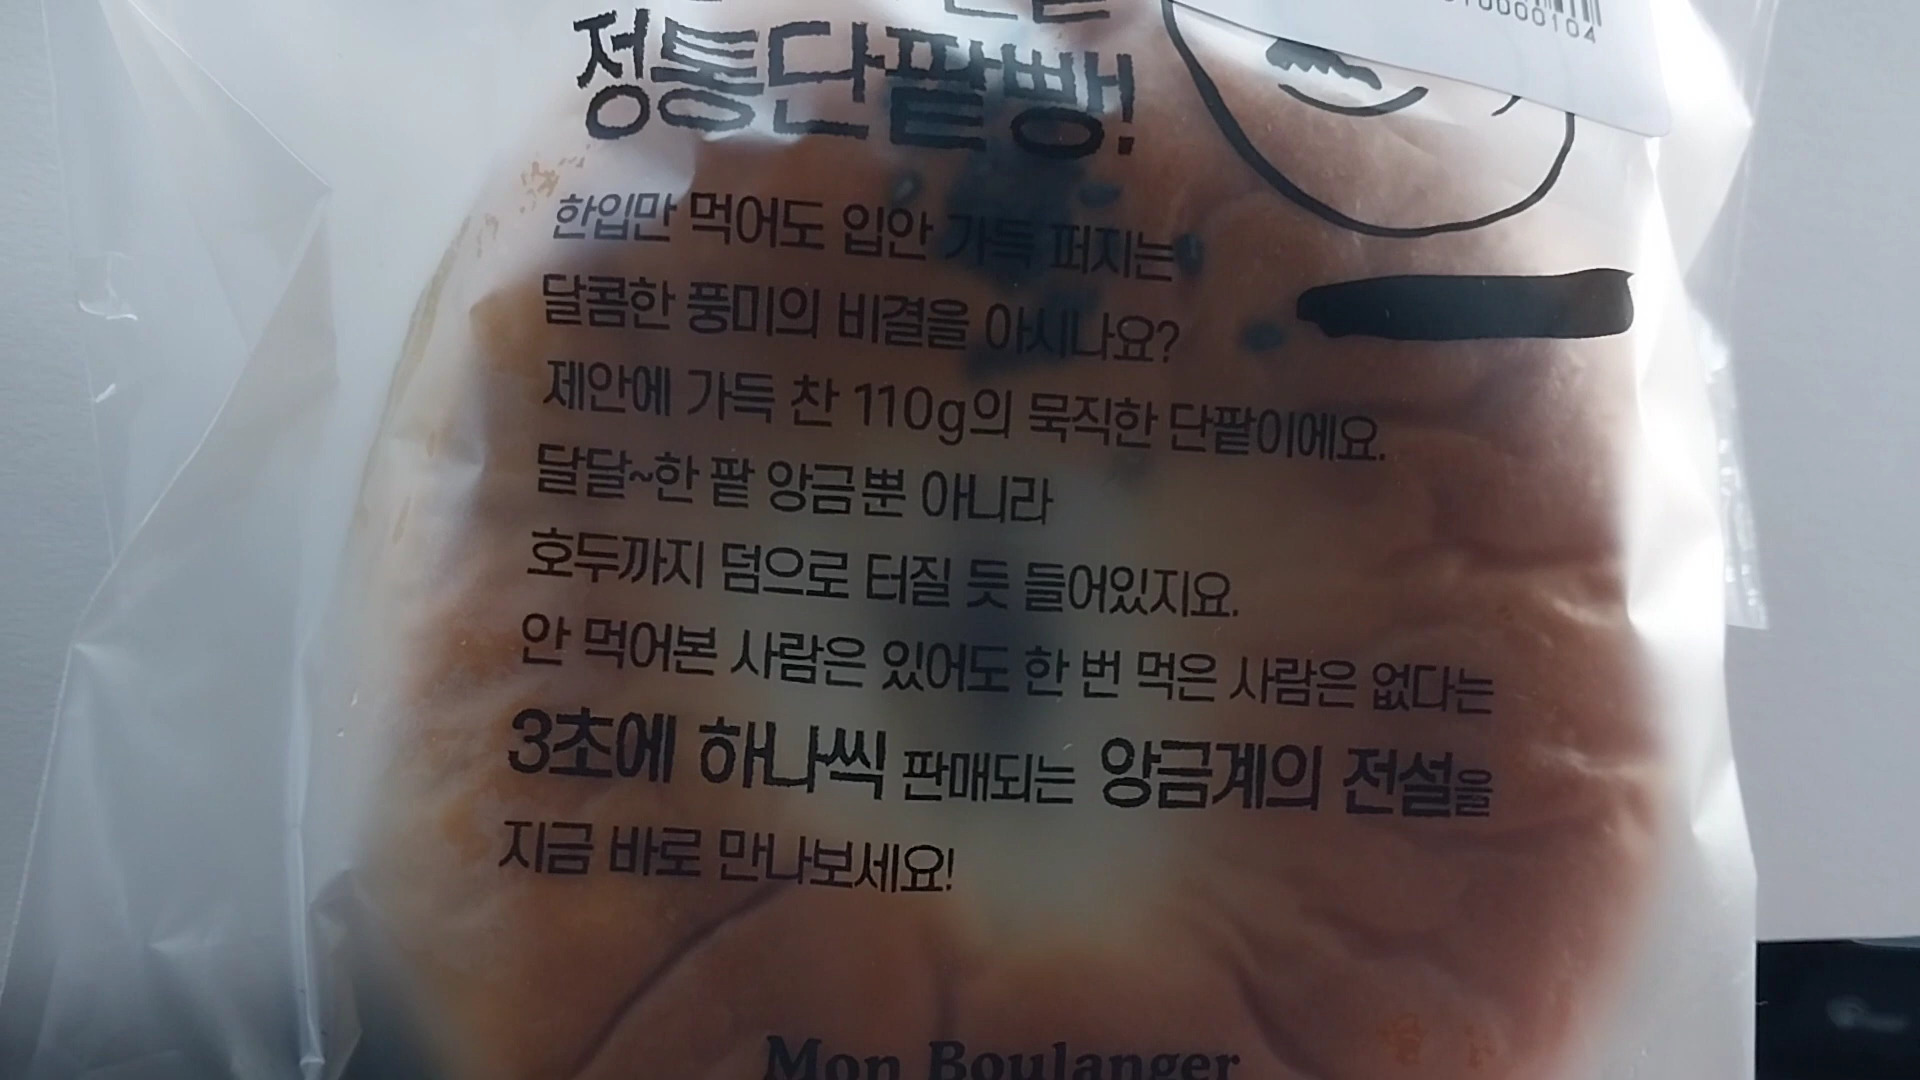 10000104
정통단팥빵!
한입만 먹어도 입안 가득 퍼지는
달콤한 풍미의 비결을 아시나요?
제안에 가득 찬 110g의 묵직한 단팥이에요.
달달~한 팥 앙금뿐 아니라
호두까지 덤으로 터질 듯 들어있지요.
안 먹어본 사람은 있어도 한 번 먹은 사람은 없다는
3초에 하나씩 판매되는 앙금계의 전설을
지금 바로 만나보세요!
Mon Boulanger